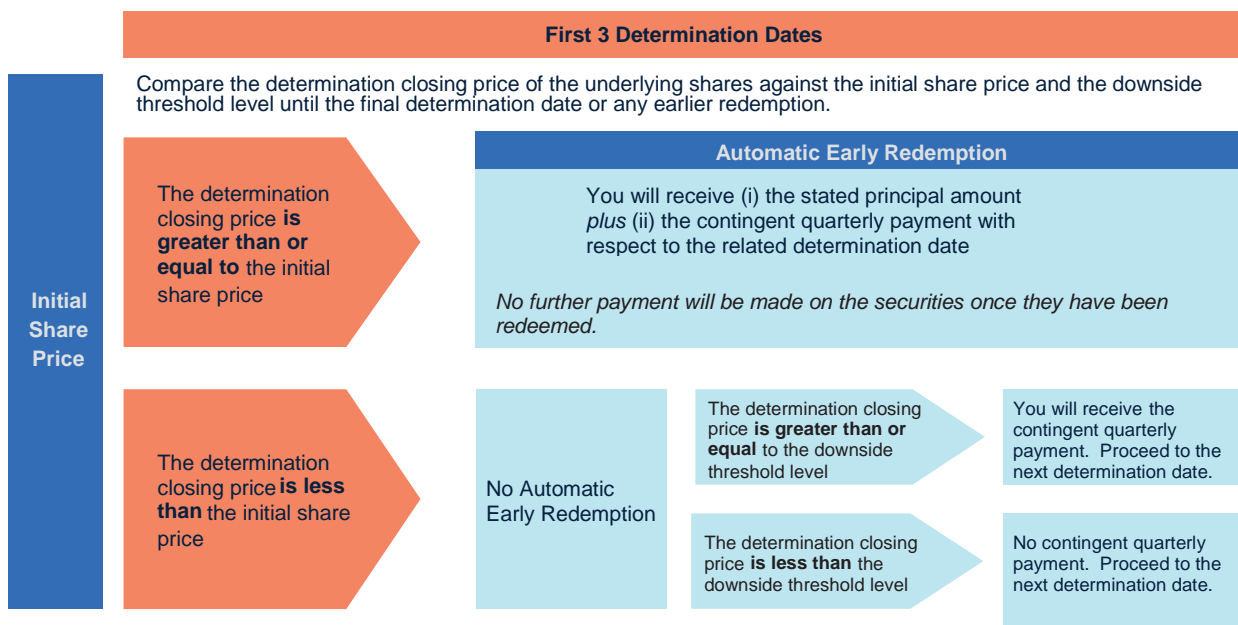 First 3 Determination Dates
Compare the determination closing price of the underlying shares against the initial share price and the downside
threshold level until the final determination date or any earlier redemption.
Initial
Share
Price
The determination
closing price is
greater than or
equal to the initial
share price
Automatic Early Redemption
You will receive (i) the stated principal amount
plus (ii) the contingent quarterly payment with
respect to the related determination date
No further payment will be made on the securities once they have been
redeemed.
The determination
closing price is less
than the initial share
price
No Automatic
Early Redemption
The determination closing
price is greater than or
equal to the downside
threshold level
You will receive the
contingent quarterly
payment. Proceed to the
next determination date.
The determination closing
price is less than the
downside threshold level
No contingent quarterly
payment. Proceed to the
next determination date.